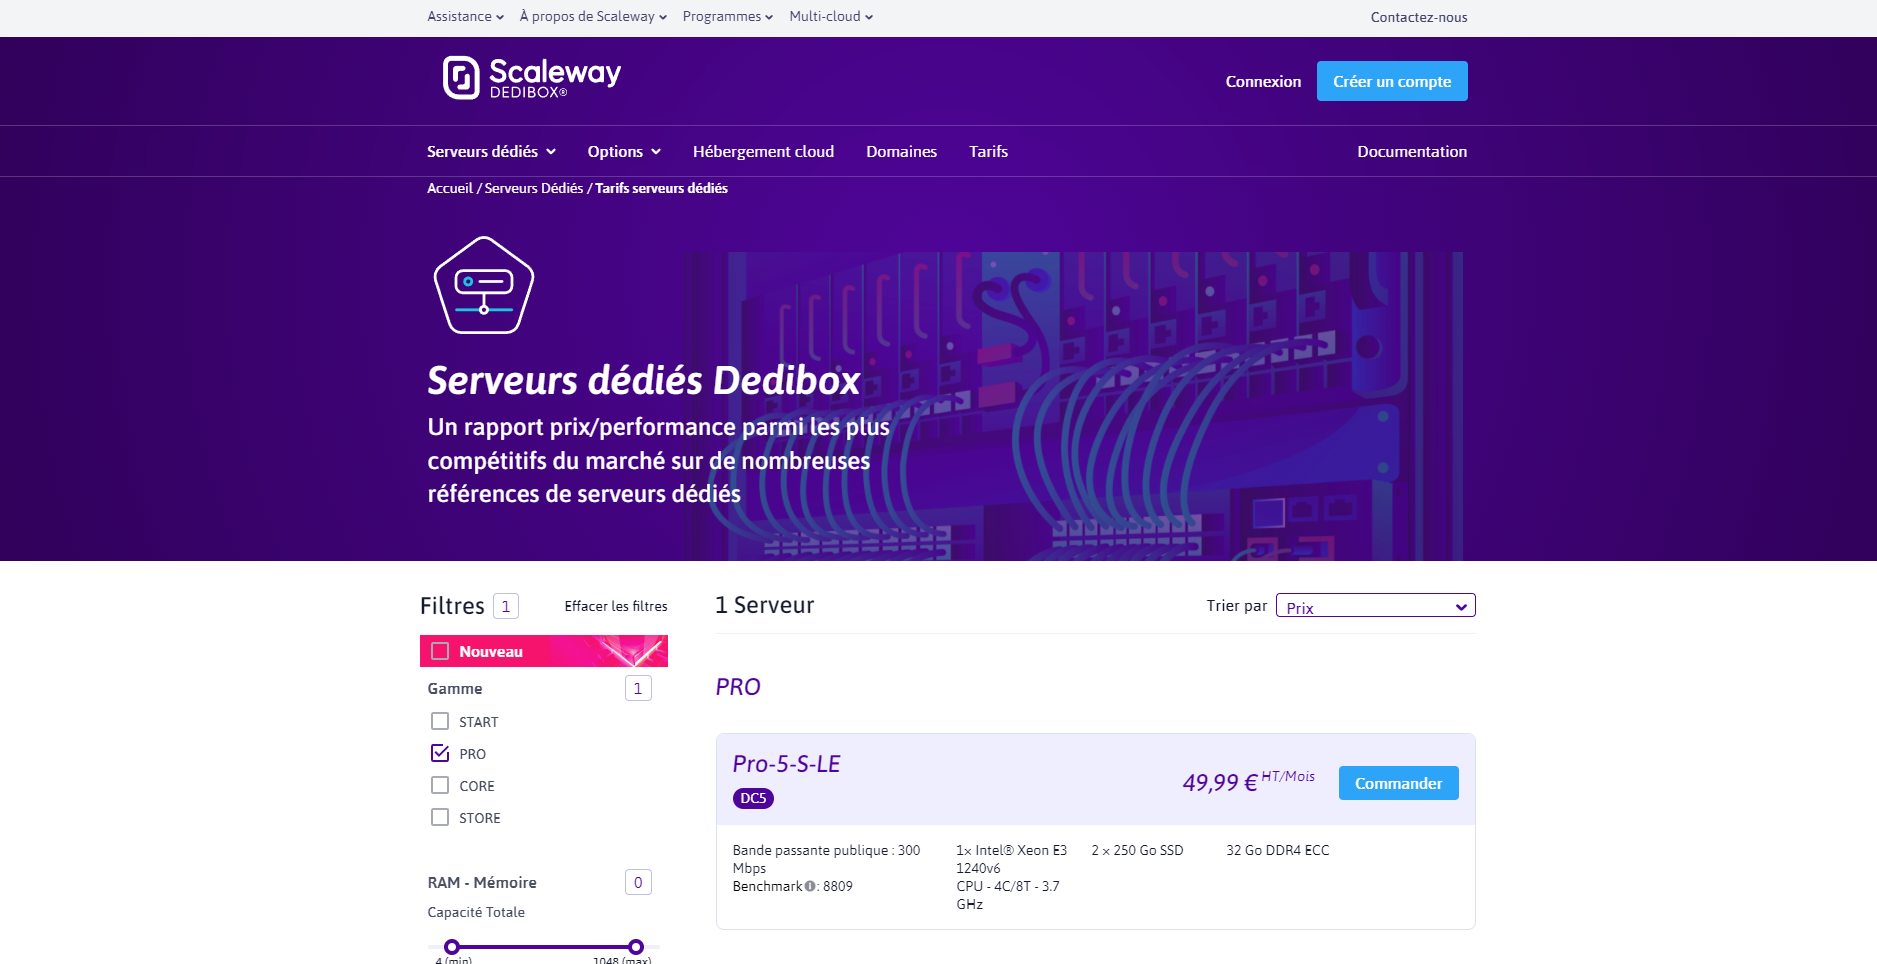 Assistance À propos de Scaleway Programmes Multi-cloud Contactez-nous
Scaleway
DEDIBOX®
Connexion Créer un compte
Serveurs dédiés Options Hébergement cloud Domaines Tarifs Documentation
Accueil / Serveurs Dédiés / Tarifs serveurs dédiés
Serveurs dédiés Dedibox
Un rapport prix/performance parmi les plus
compétitifs du marché sur de nombreuses
références de serveurs dédiés
Filtres 1 Effacer les filtres
Nouveau
Gamme 1
START
PRO
CORE
STORE
RAM - Mémoire 0
Capacité Totale
4 (min) 1048 (max)
1 Serveur
Trier par Prix
PRO
Pro-5-S-LE
DC5
49,99 € HT/Mois
Commander
Bande passante publique : 300
Mbps
Benchmark : 8809
1x Intel® Xeon E3
1240v6
CPU - 4C/8T - 3.7
GHz
2 x 250 Go SSD
32 Go DDR4 ECC